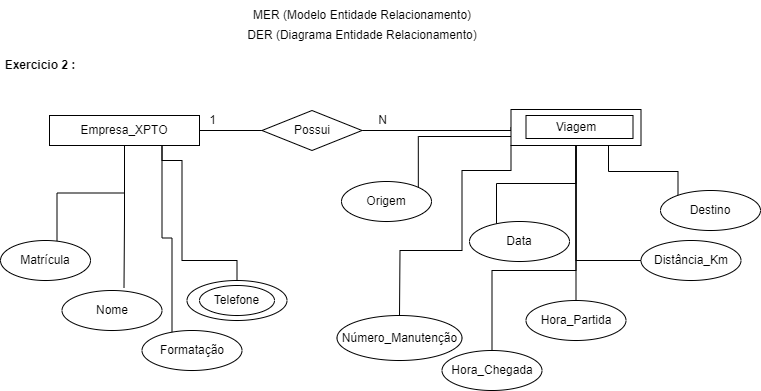 MER (Modelo Entidade Relacionamento)
DER (Diagrama Entidade Relacionamento)
Exercicio 2 :
Empresa_XPTO
1
Possui
N
Viagem
Origem
Destino
Data
Matrícula
Distância_Km
Telefone
Nome
Hora_Partida
Número_Manutenção
Formatação
Hora_Chegada